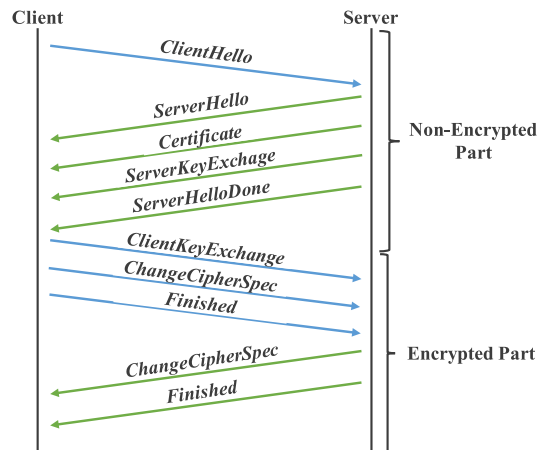 Client
Server
ClientHello
ServerHello
Certificate
ServerKeyExchage
ServerHelloDone
Non-Encrypted
Part
ClientKeyExchange
ChangeCipherSpec
Finished
ChangeCipherSpec
Finished
Encrypted Part